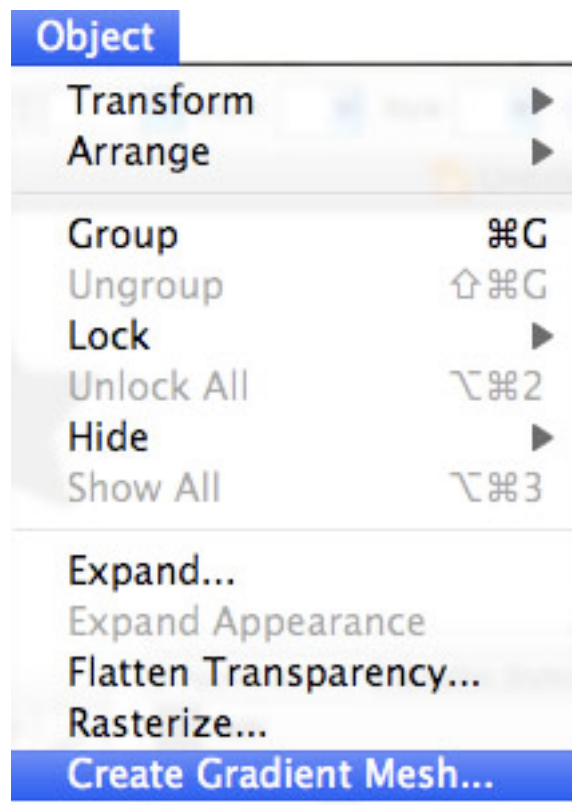 Object
Transform ▶
Arrange ▶
Group ⌘G
Ungroup ⇧⌘G
Lock ▶
Unlock All ⌥⌘2
Hide ▶
Show All ⌥⌘3
Expand...
Expand Appearance
Flatten Transparency...
Rasterize...
Create Gradient Mesh...